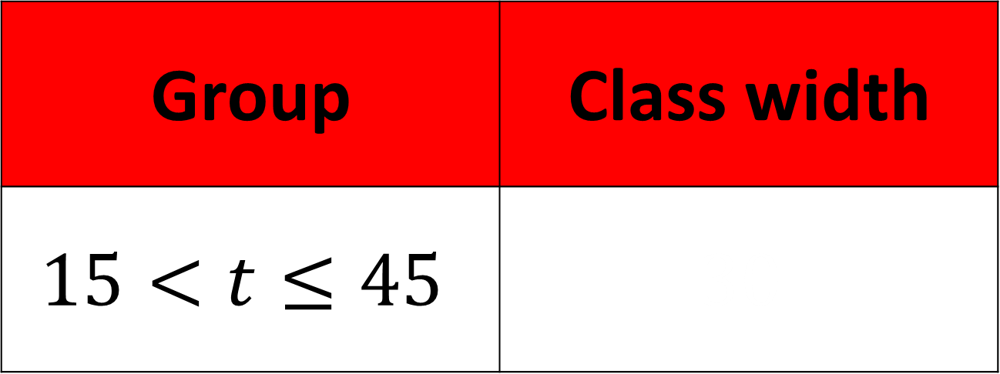 Group
Class width
15 < t ≤ 45